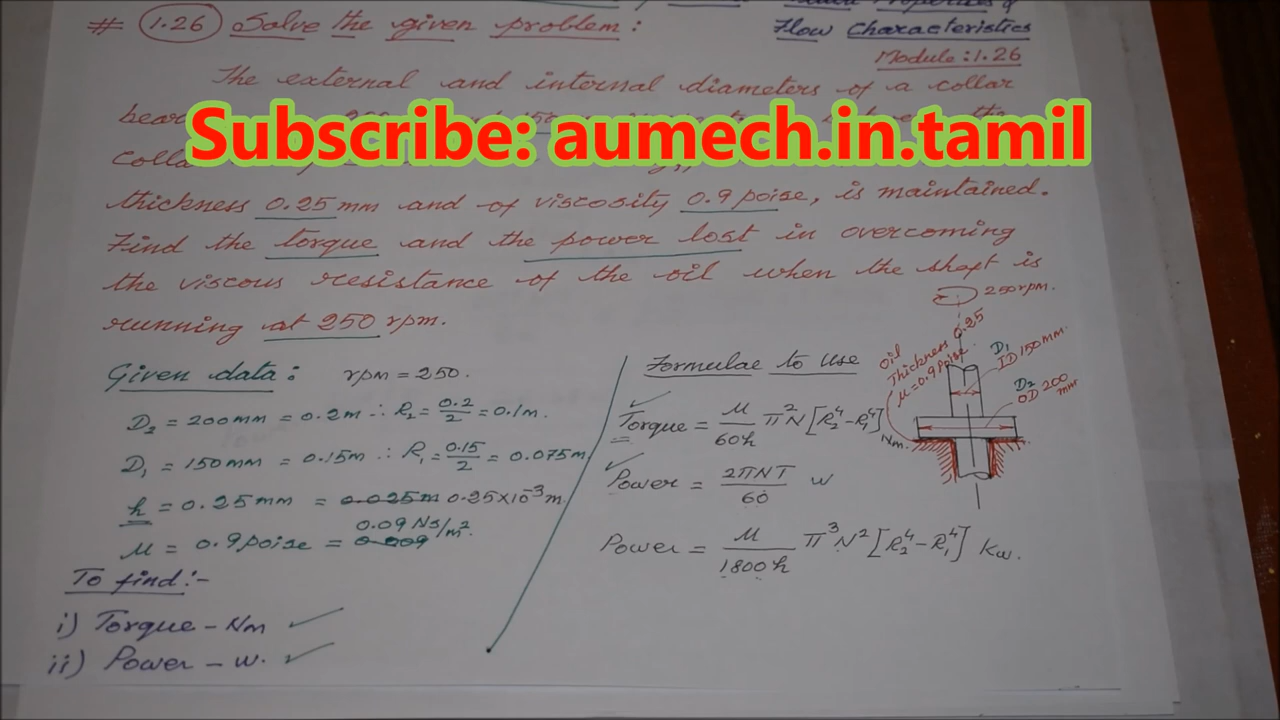 # 1.26 Solve the given problem:
Flow Characteristics
Module: 1.26
The external and internal diameters of a collar
Subscribe: aumech.in.tamil
thickness 0.25 mm and of viscosity 0.9 poise, is maintained.
Find the torque and the power lost in overcoming
the viscous resistance of the oil when the shaft is
running at 250 rpm.
250 rpm.
Given data: rpm = 250.
D₂ = 200 mm = 0.2 m ∴ R₂ = 0.2/2 = 0.1 m.
D₁ = 150 mm = 0.15 m ∴ R₁ = 0.15/2 = 0.075 m
h = 0.25 mm = 0.025 m 0.25×10⁻³ m
μ = 0.9 poise = 0.009 0.09 NS/m².
To find:-
i) Torque - Nm
ii) Power - w.
Formulae to use
Torque = μ/60h π²N [R₂⁴-R₁⁴] Nm.
Power = 2πNT/60 w
Power = μ/1800h π³N² [R₂⁴-R₁⁴] Kw.
oil
Thickness 0.25
μ = 0.9 poise.
D₁
ID 150 mm.
D₂
OD 200
mm